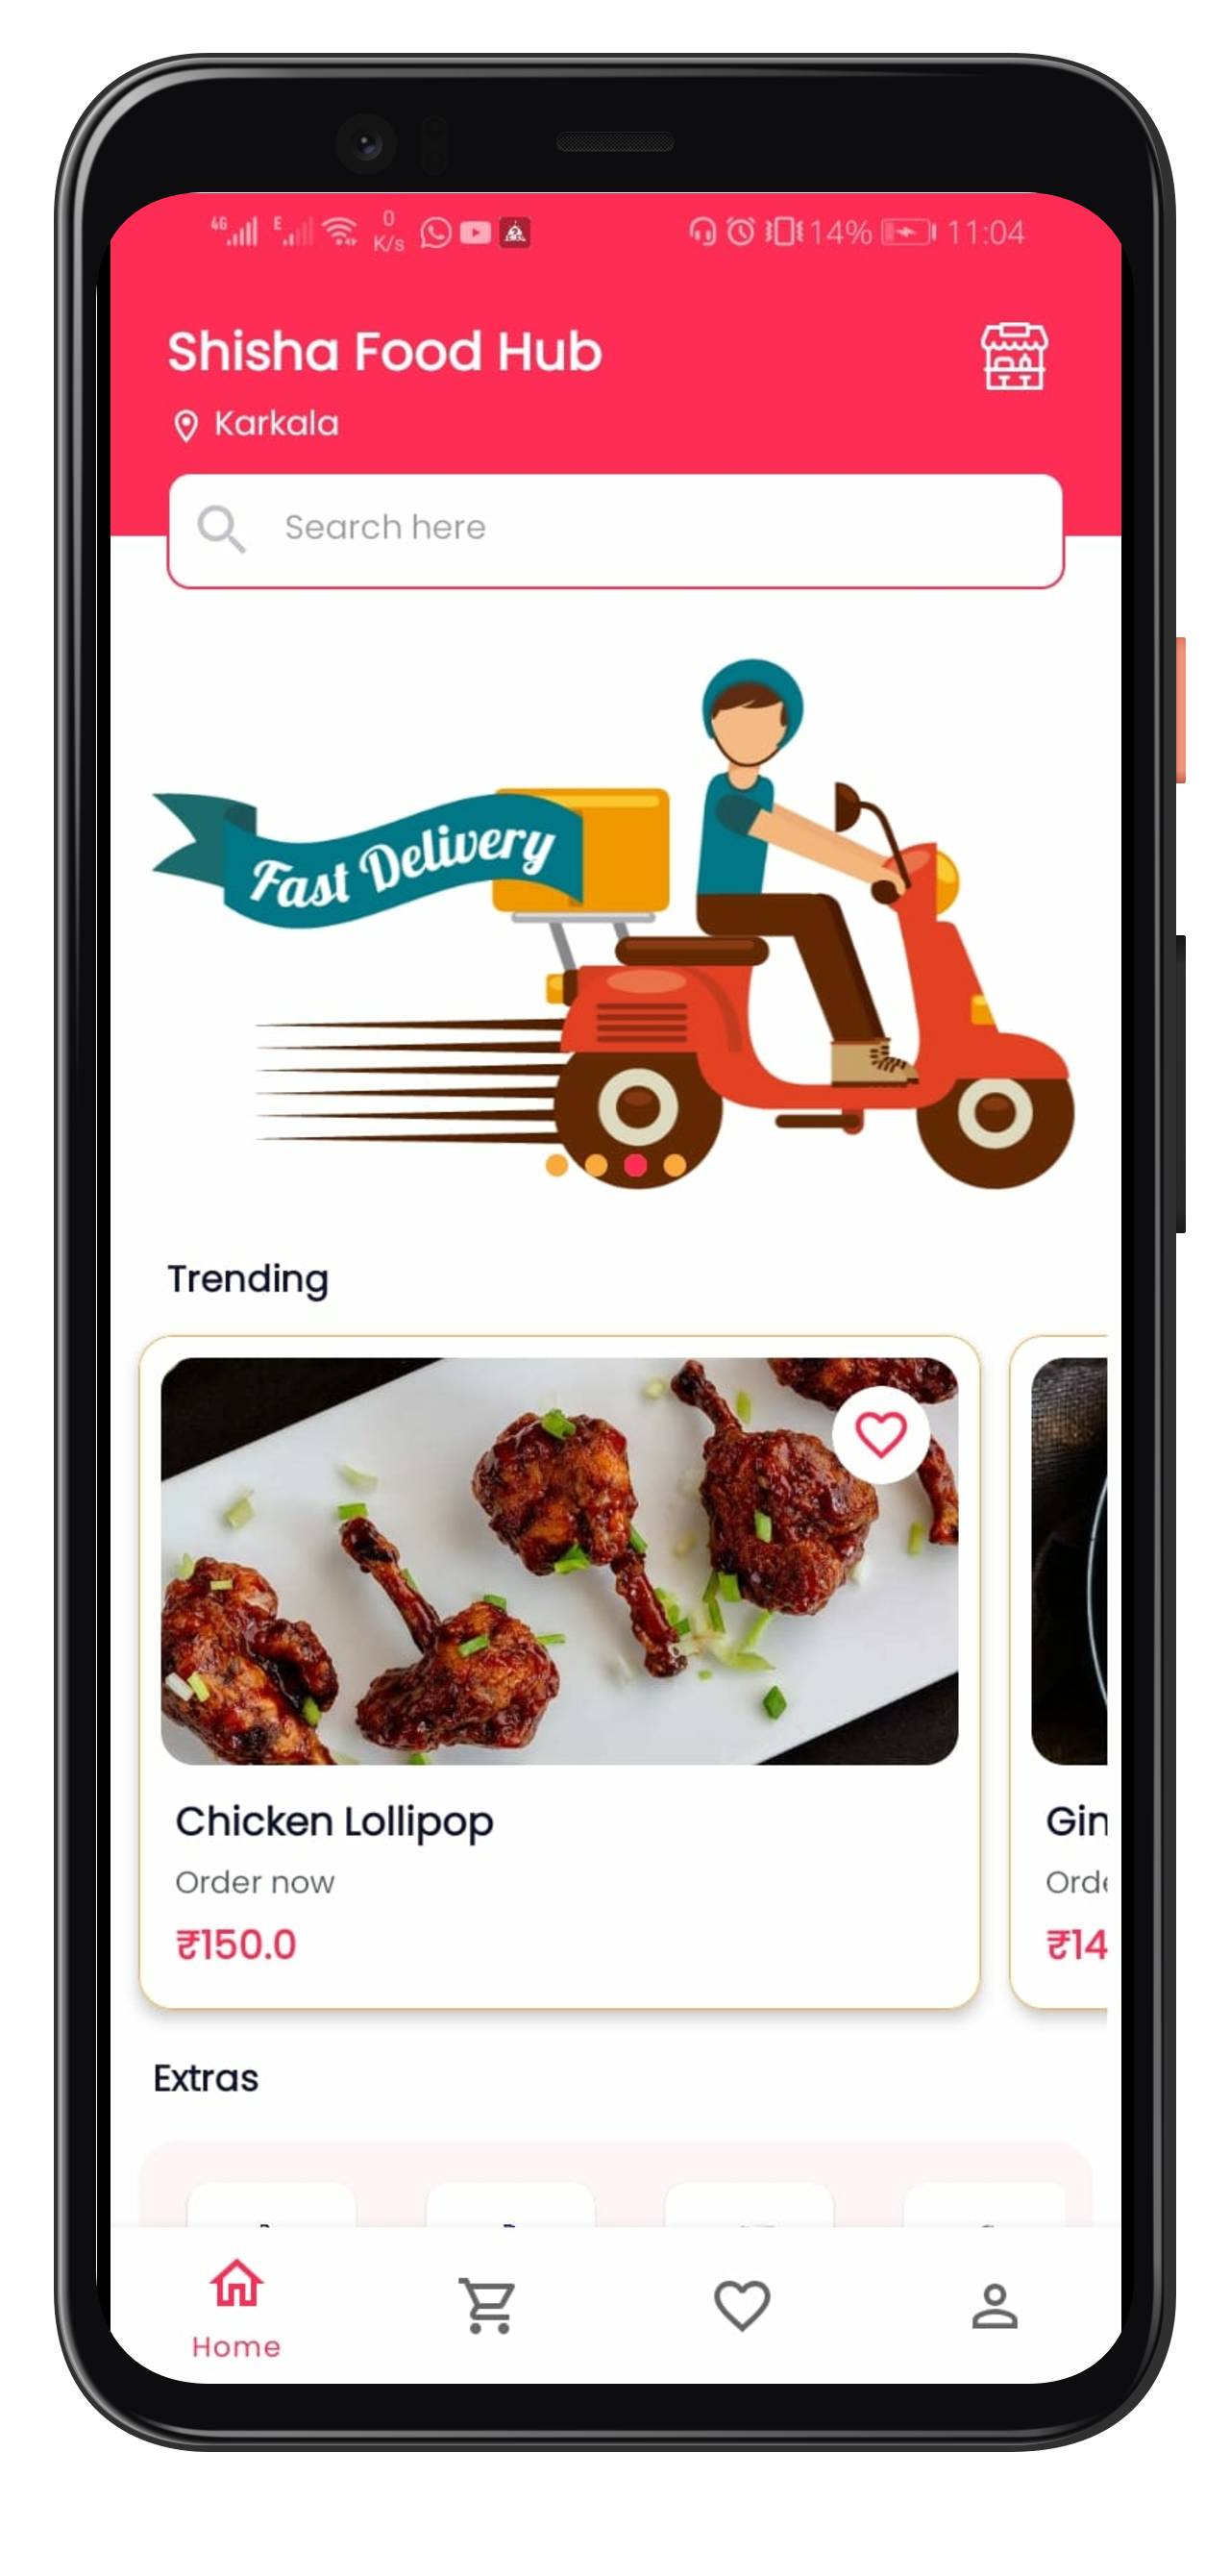 4G E 0 K/s 14% 11:04
Shisha Food Hub
Karkala
Search here
Fast Delivery
Trending
Chicken Lollipop
Order now
₹150.0
Gin
Orde
₹14
Extras
Home